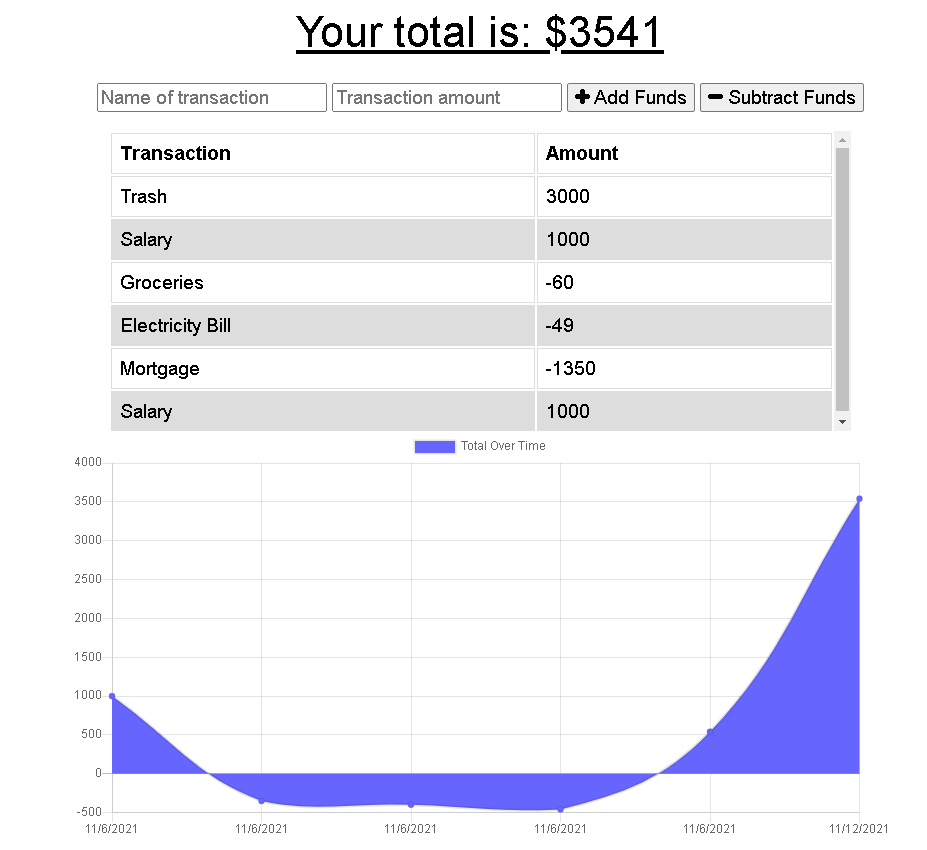 Your total is: $3541
Name of transaction Transaction amount Add Funds Subtract Funds
Transaction Amount
Trash 3000
Salary 1000
Groceries -60
Electricity Bill -49
Mortgage -1350
Salary 1000
Total Over Time
4000
3500
3000
2500
2000
1500
1000
500
0
-500
11/6/2021 11/6/2021 11/6/2021 11/6/2021 11/6/2021 11/12/2021